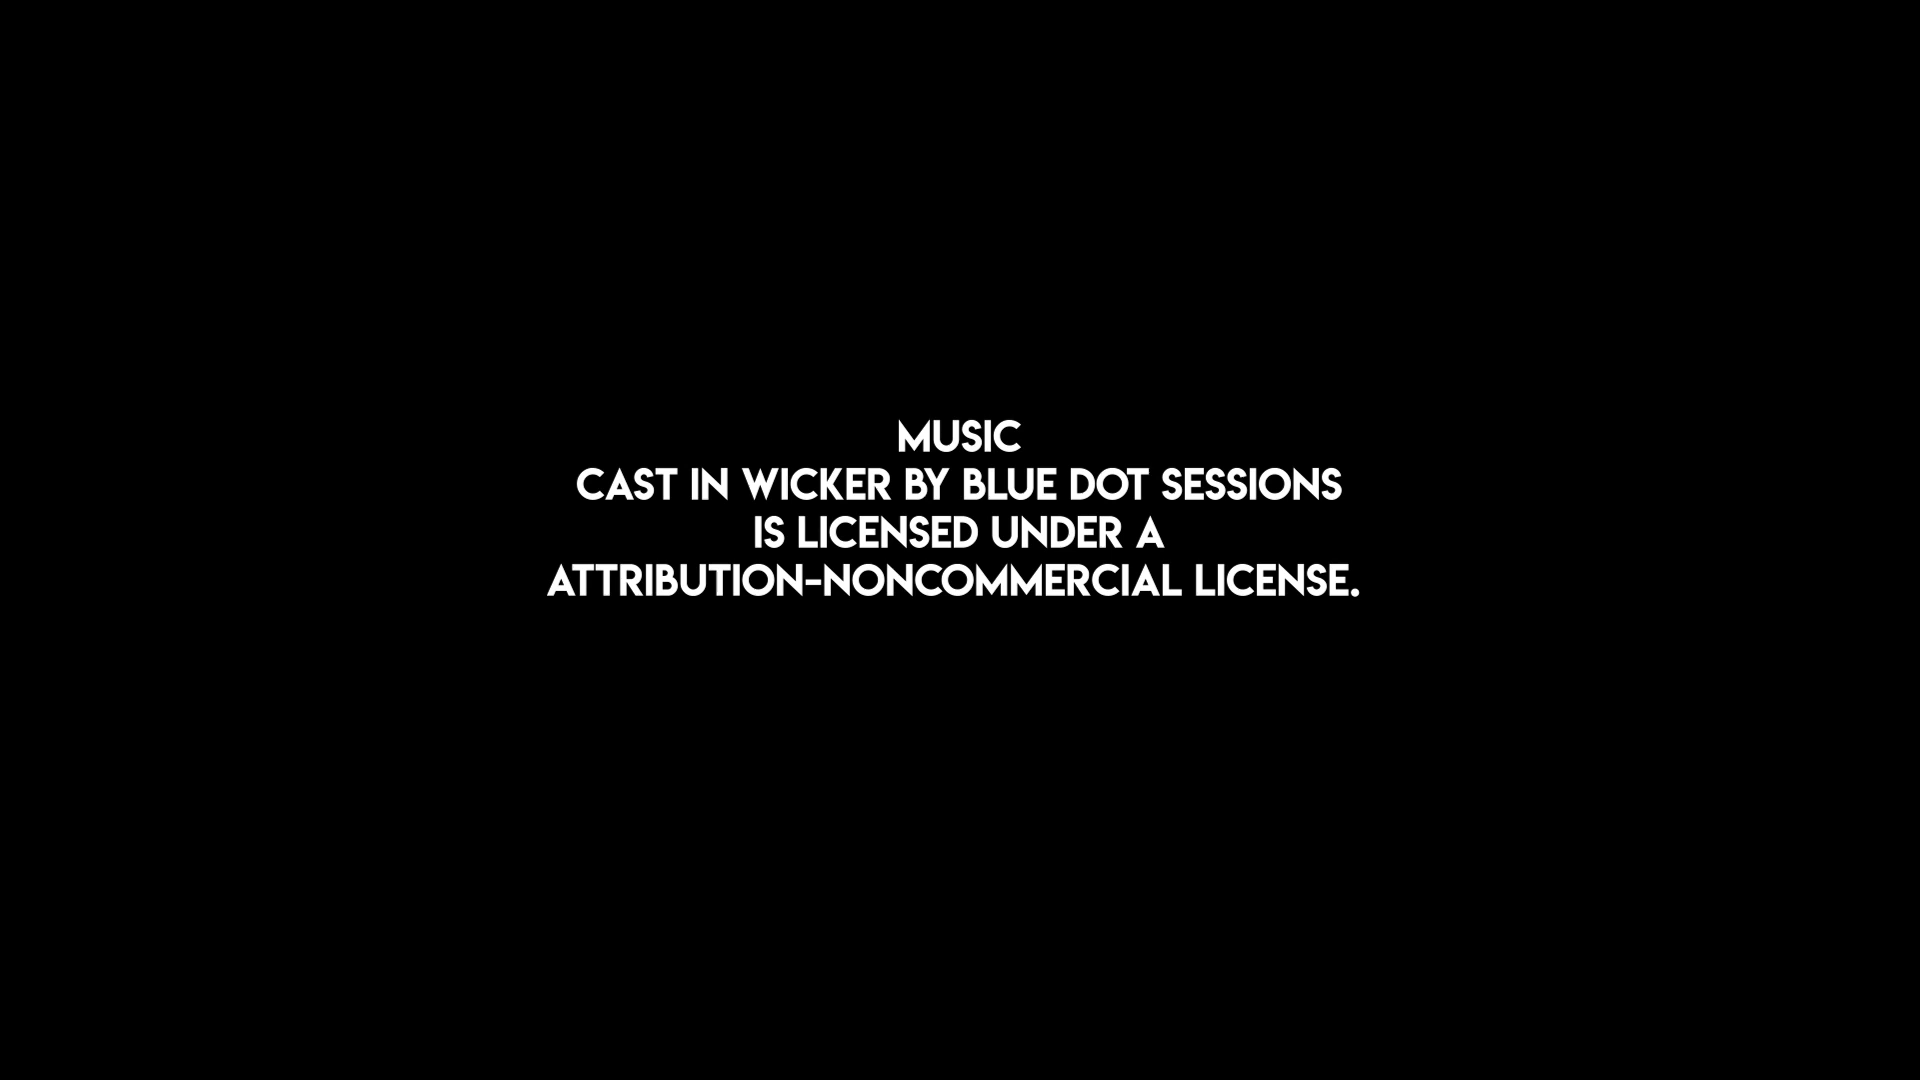 MUSIC
CAST IN WICKER BY BLUE DOT SESSIONS
IS LICENSED UNDER A
ATTRIBUTION-NONCOMMERCIAL LICENSE.